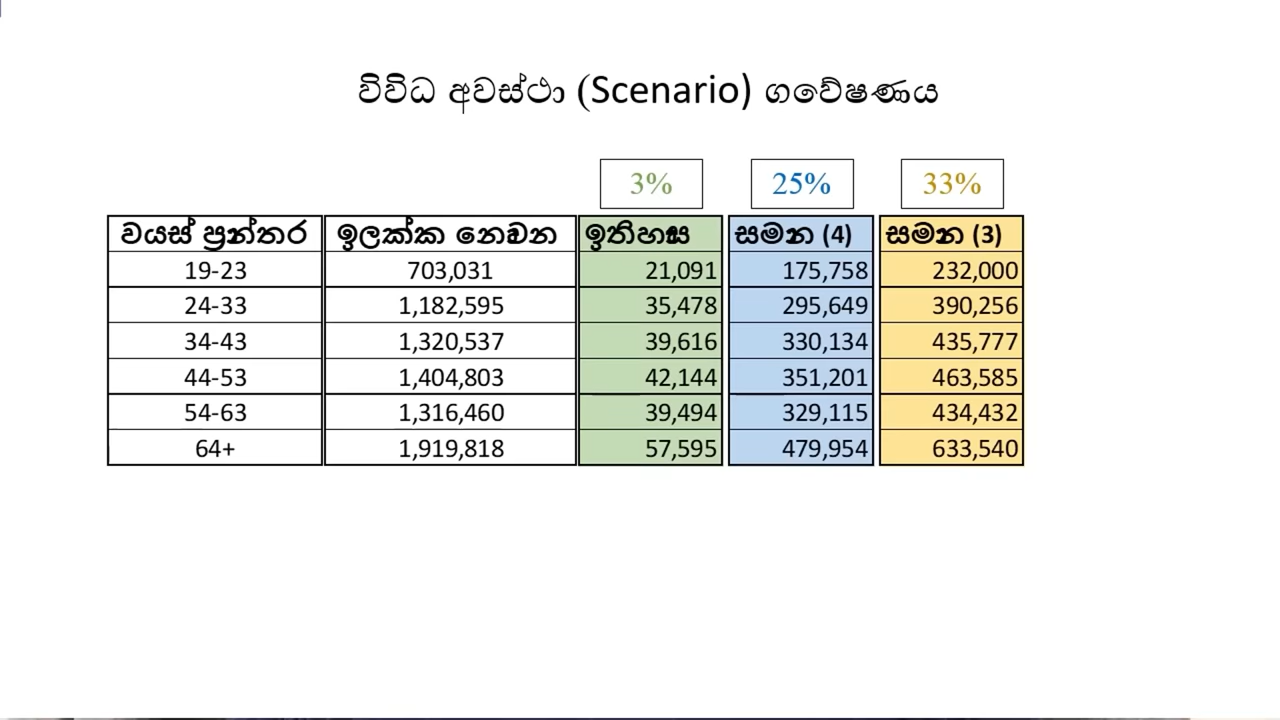 විවිධ අවස්ථා (Scenario) ගවේෂණය
3% 25% 33%
වයස් ප්‍රාන්තර ඉලක්ක නොවන ඉතිහාස සමාන (4) සමාන (3)
19-23 703,031 21,091 175,758 232,000
24-33 1,182,595 35,478 295,649 390,256
34-43 1,320,537 39,616 330,134 435,777
44-53 1,404,803 42,144 351,201 463,585
54-63 1,316,460 39,494 329,115 434,432
64+ 1,919,818 57,595 479,954 633,540